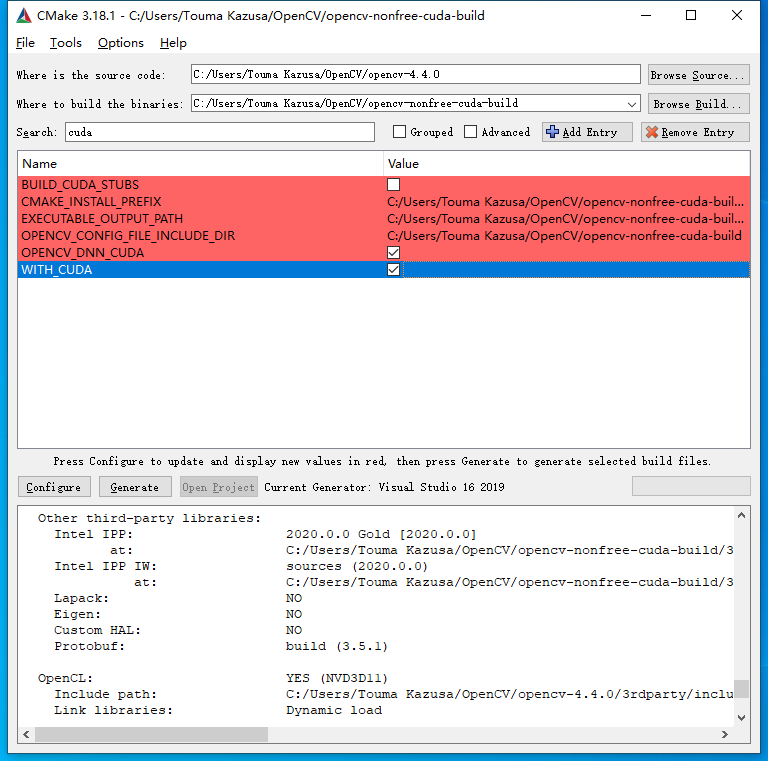 CMake 3.18.1 - C:/Users/Touma Kazusa/OpenCV/opencv-nonfree-cuda-build
File Tools Options Help
Where is the source code: C:/Users/Touma Kazusa/OpenCV/opencv-4.4.0 Browse Source...
Where to build the binaries: C:/Users/Touma Kazusa/OpenCV/opencv-nonfree-cuda-build Browse Build...
Search: cuda Grouped Advanced Add Entry Remove Entry
Name Value
BUILD_CUDA_STUBS
CMAKE_INSTALL_PREFIX C:/Users/Touma Kazusa/OpenCV/opencv-nonfree-cuda-buil...
EXECUTABLE_OUTPUT_PATH C:/Users/Touma Kazusa/OpenCV/opencv-nonfree-cuda-buil...
OPENCV_CONFIG_FILE_INCLUDE_DIR C:/Users/Touma Kazusa/OpenCV/opencv-nonfree-cuda-build
OPENCV_DNN_CUDA
WITH_CUDA
Press Configure to update and display new values in red, then press Generate to generate selected build files.
Configure Generate Open Project Current Generator: Visual Studio 16 2019
Other third-party libraries:
Intel IPP: 2020.0.0 Gold [2020.0.0]
at: C:/Users/Touma Kazusa/OpenCV/opencv-nonfree-cuda-build/3
Intel IPP IW: sources (2020.0.0)
at: C:/Users/Touma Kazusa/OpenCV/opencv-nonfree-cuda-build/3
Lapack: NO
Eigen: NO
Custom HAL: NO
Protobuf: build (3.5.1)
OpenCL: YES (NVD3D11)
Include path: C:/Users/Touma Kazusa/OpenCV/opencv-4.4.0/3rdparty/inclu
Link libraries: Dynamic load